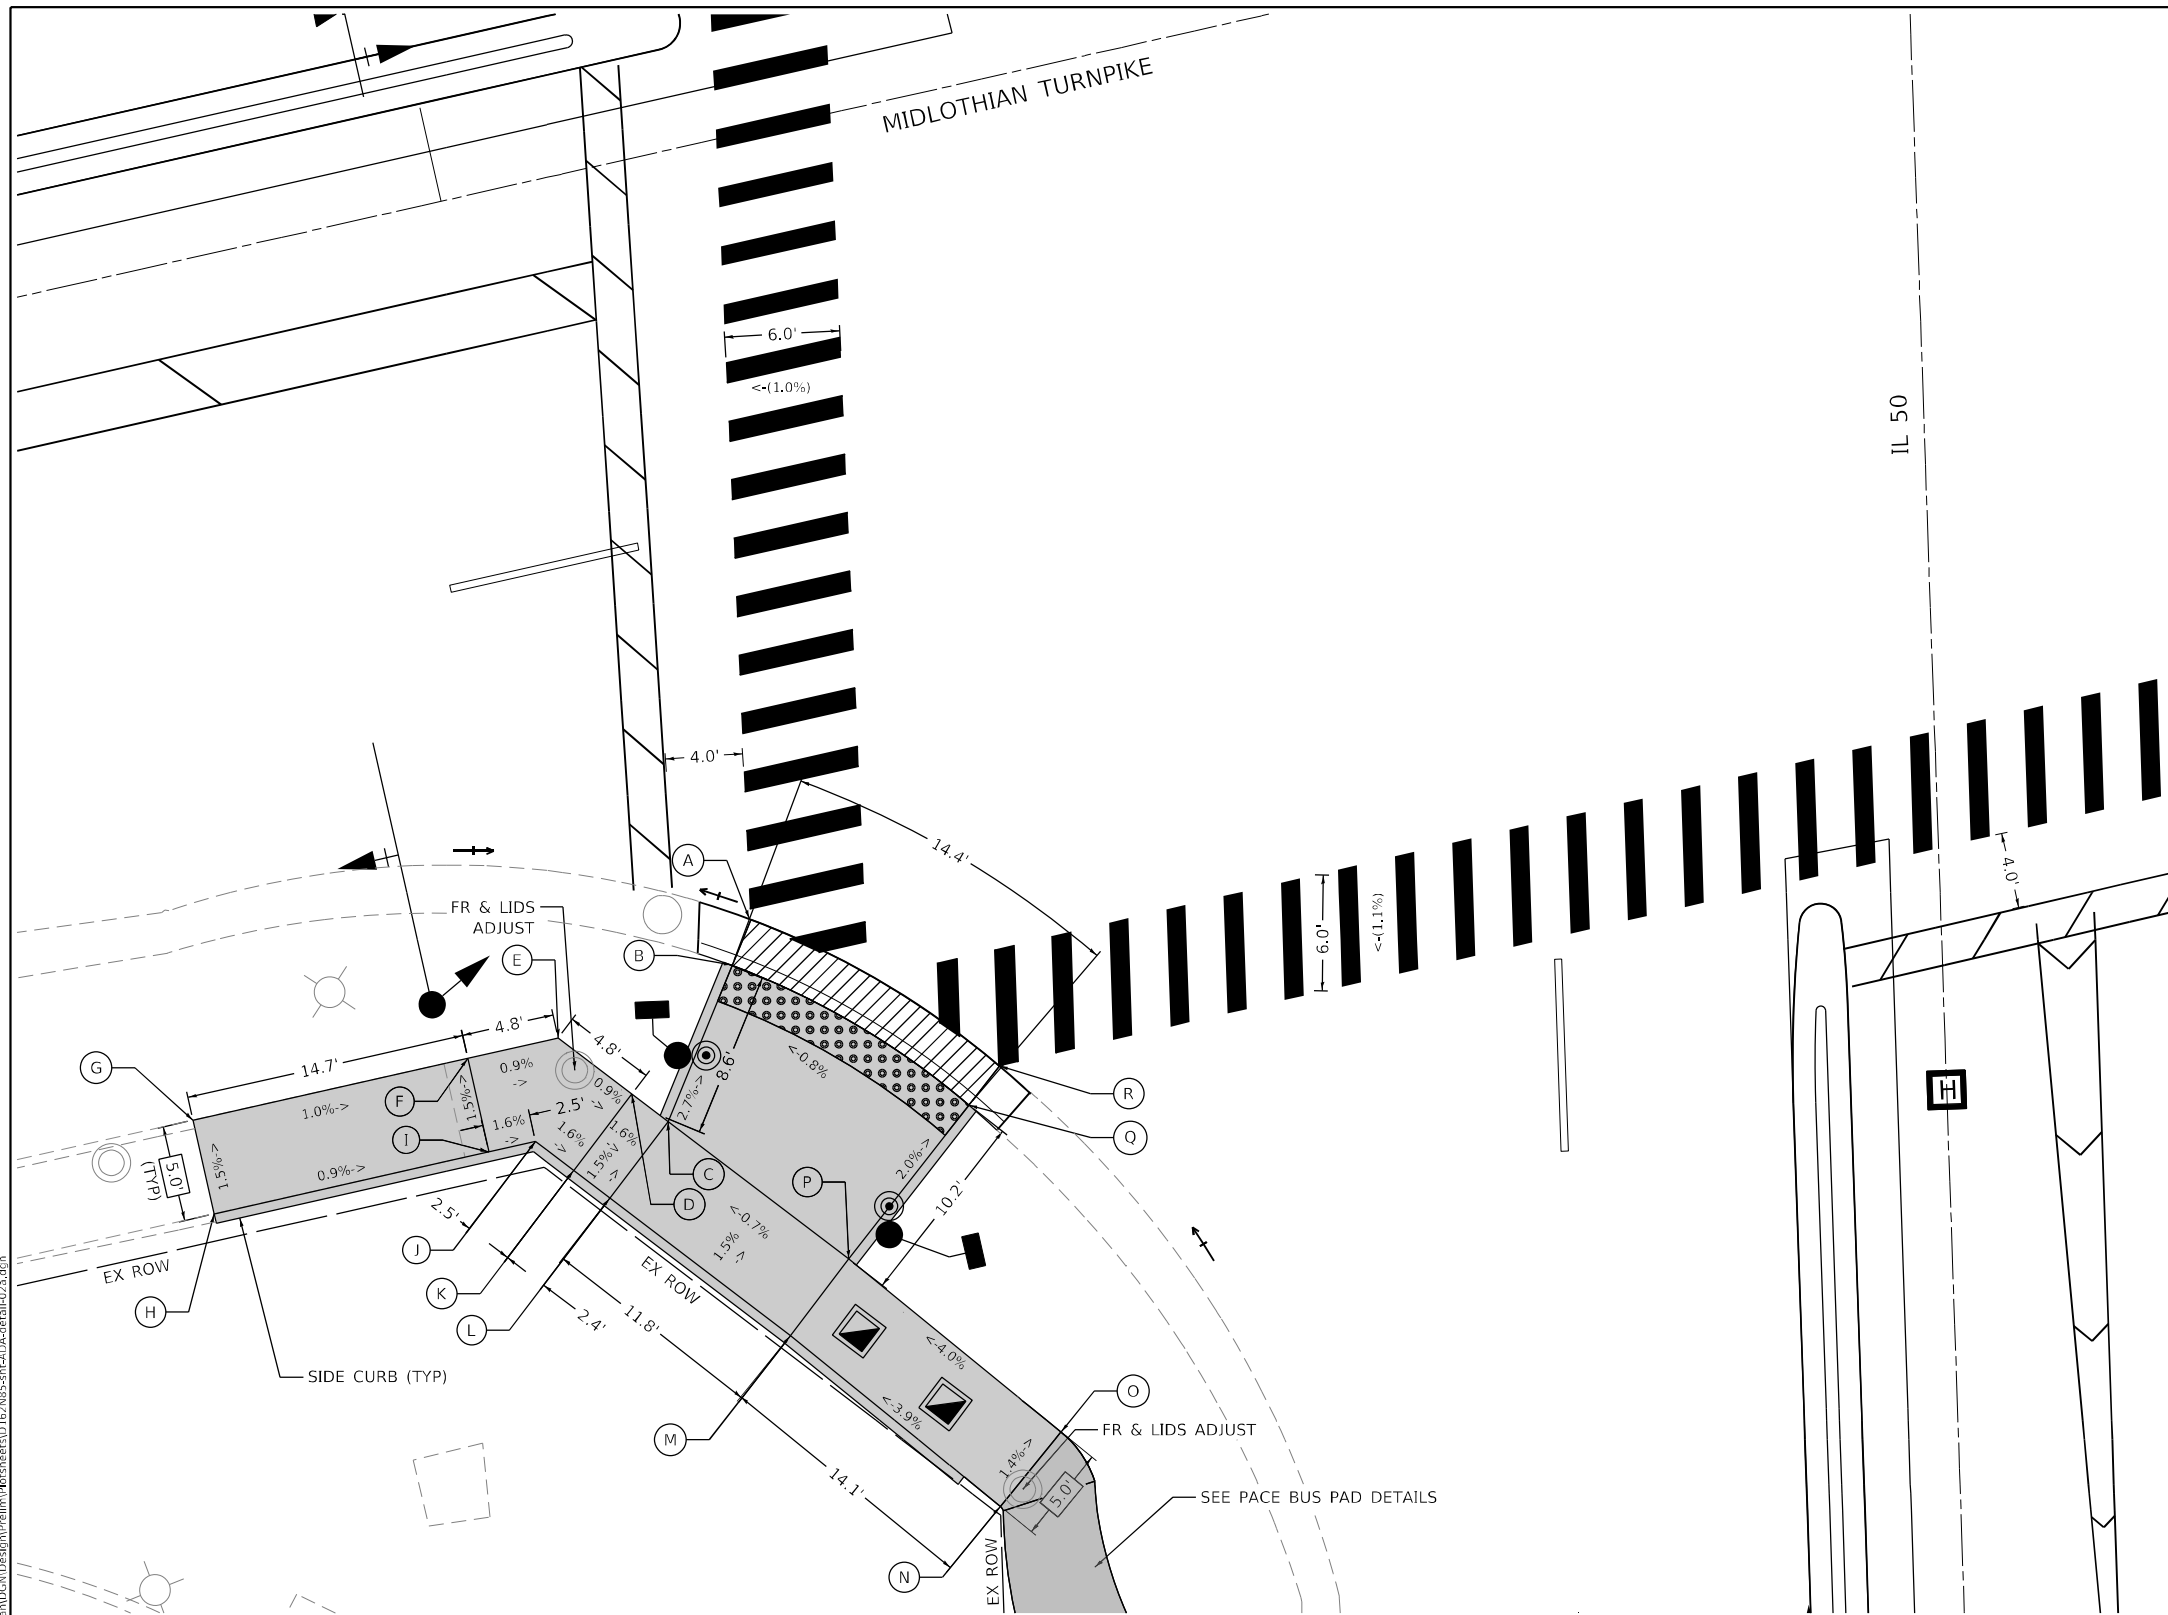 MIDLOTHIAN TURNPIKE
6.0'
<-(1.0%)
IL 50
4.0'
14.4'
A
4.0'
FR & LIDS
ADJUST
E
B
6.0'
<-(1.1%)
4.8'
4.8'
8.6'
<-0.8%
G
14.7'
0.9%
->
0.9%
->
2.7%->
R
H
F
1.5%->
1.0%->
2.5'
1.6%
->
1.6%
->
1.6%
->
1.5%
->
I
Q
1.5%->
5.0'
(TYP)
0.9%->
C
P
2.0%->
D
10.2'
2.5'
<-0.7%
1.5%
->
J
EX ROW
EX ROW
K
H
L
2.4'
11.8'
SIDE CURB (TYP)
<-4.0%
<-3.9%
O
FR & LIDS ADJUST
M
1.4%->
5.0'
14.1'
SEE PACE BUS PAD DETAILS
N
EX ROW